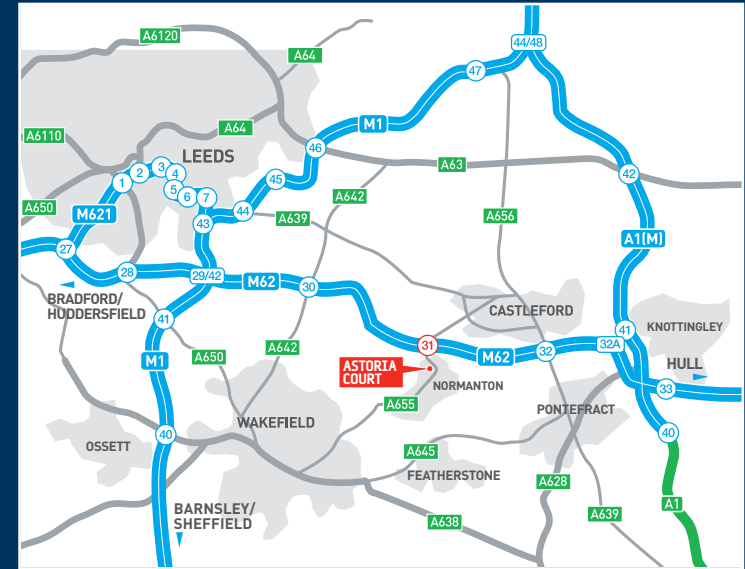 A6120
44/48
A64
47
A6110
A64
M1
LEEDS
46
3
2
4
A63
1
5
6
7
45
42
A650
M621
A642
44
A639
A656
43
A1(M)
27
28
29/42
M62
30
BRADFORD/
HUDDERSFIELD
CASTLEFORD
41
41
KNOTTINGLEY
31
32A
A642
32
M62
M1
A650
HULL
ASTORIA
COURT
NORMANTON
33
A655
PONTEFRACT
WAKEFIELD
40
40
OSSETT
A645
FEATHERSTONE
A628
A1
BARNSLEY/
SHEFFIELD
A639
A638